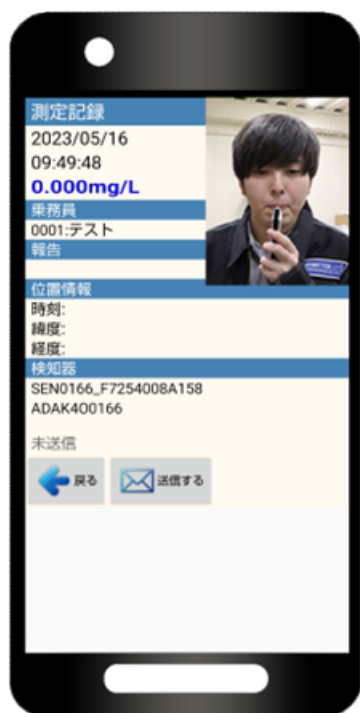 測定記録
2023/05/16
09:49:48
0.000mg/L
乗務員
0001:テスト
報告
位置情報
時刻:
緯度:
経度:
検知器
SEN0166_F7254008A158
ADAK400166
未送信
戻る
送信する